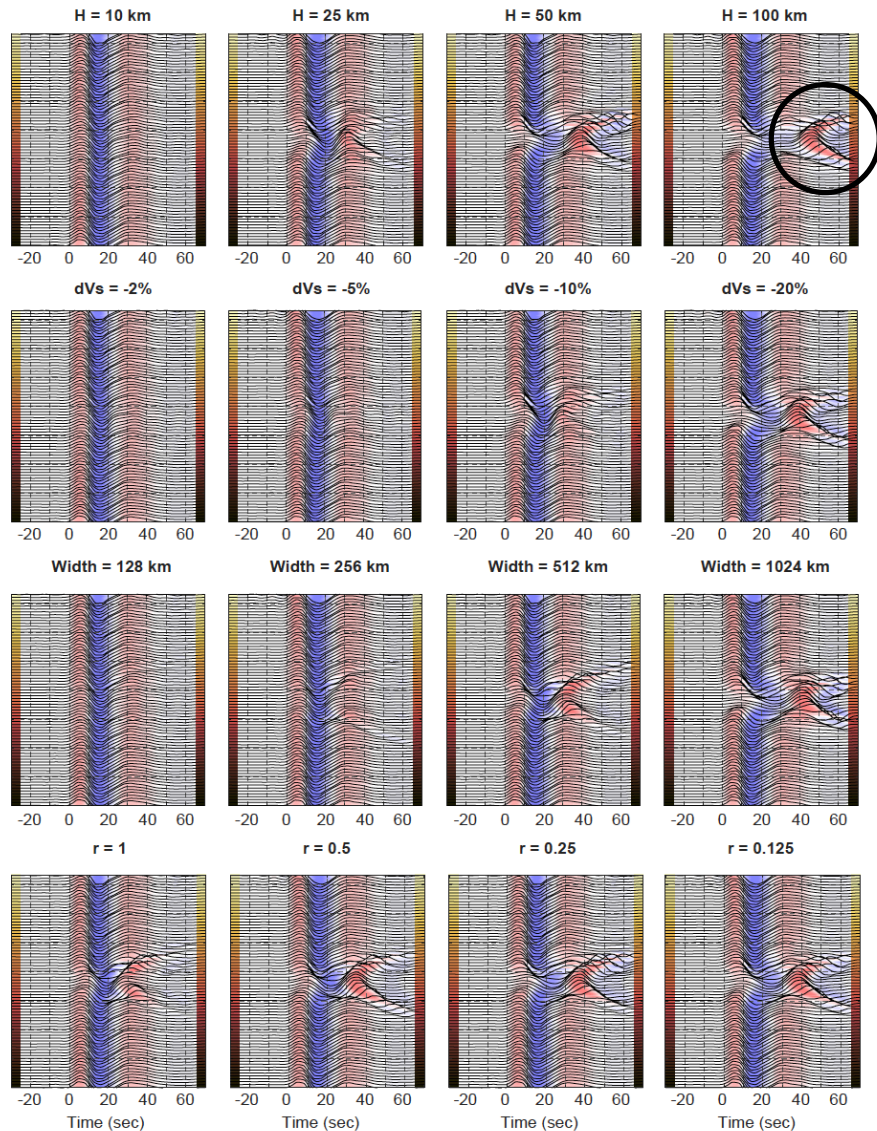 H = 10 km H = 25 km H = 50 km H = 100 km
-20 0 20 40 60 -20 0 20 40 60 -20 0 20 40 60 -20 0 20 40 60
dVs = -2% dVs = -5% dVs = -10% dVs = -20%
-20 0 20 40 60 -20 0 20 40 60 -20 0 20 40 60 -20 0 20 40 60
Width = 128 km Width = 256 km Width = 512 km Width = 1024 km
-20 0 20 40 60 -20 0 20 40 60 -20 0 20 40 60 -20 0 20 40 60
r = 1 r = 0.5 r = 0.25 r = 0.125
-20 0 20 40 60 -20 0 20 40 60 -20 0 20 40 60 -20 0 20 40 60
Time (sec) Time (sec) Time (sec) Time (sec)